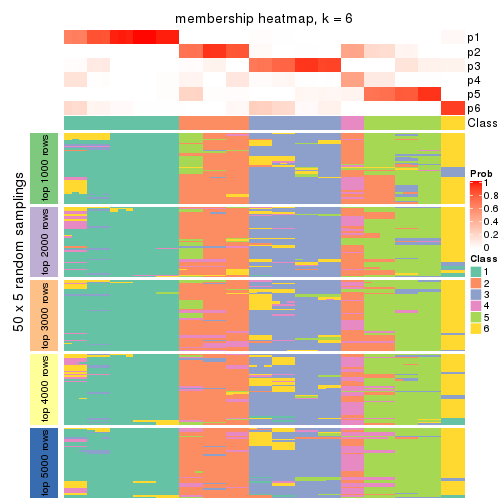 membership heatmap, k = 6
p1
p2
p3
p4
p5
p6
Class
50 x 5 random samplings
top 1000 rows
top 2000 rows
top 3000 rows
top 4000 rows
top 5000 rows
Prob
1
0.8
0.6
0.4
0.2
0
Class
1
2
3
4
5
6